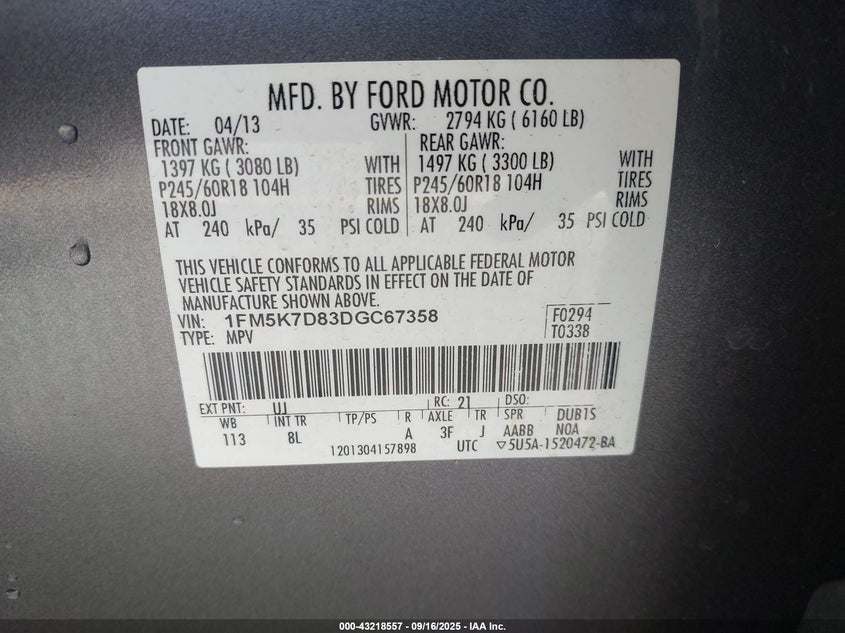 MFD. BY FORD MOTOR CO.
DATE: 04/13 GVWR: 2794 KG ( 6160 LB)
FRONT GAWR: REAR GAWR:
1397 KG ( 3080 LB) WITH 1497 KG ( 3300 LB) WITH
P245/60R18 104H TIRES P245/60R18 104H TIRES
18X8.0J RIMS 18X8.0J RIMS
AT 240 kPa/ 35 PSI COLD AT 240 kPa/ 35 PSI COLD
THIS VEHICLE CONFORMS TO ALL APPLICABLE FEDERAL MOTOR
VEHICLE SAFETY STANDARDS IN EFFECT ON THE DATE OF
MANUFACTURE SHOWN ABOVE.
VIN: 1FM5K7D83DGC67358 F0294
TYPE: MPV T0338
EXT PNT: UJ RC: 21 DSO:
WB INT TR TP/PS R AXLE TR SPR DUB1S
113 8L A 3F J AABB NOA
1201304157898 UTC ▽5U5A-1520472-BA
000-43218557 - 09/16/2025 - IAA Inc.